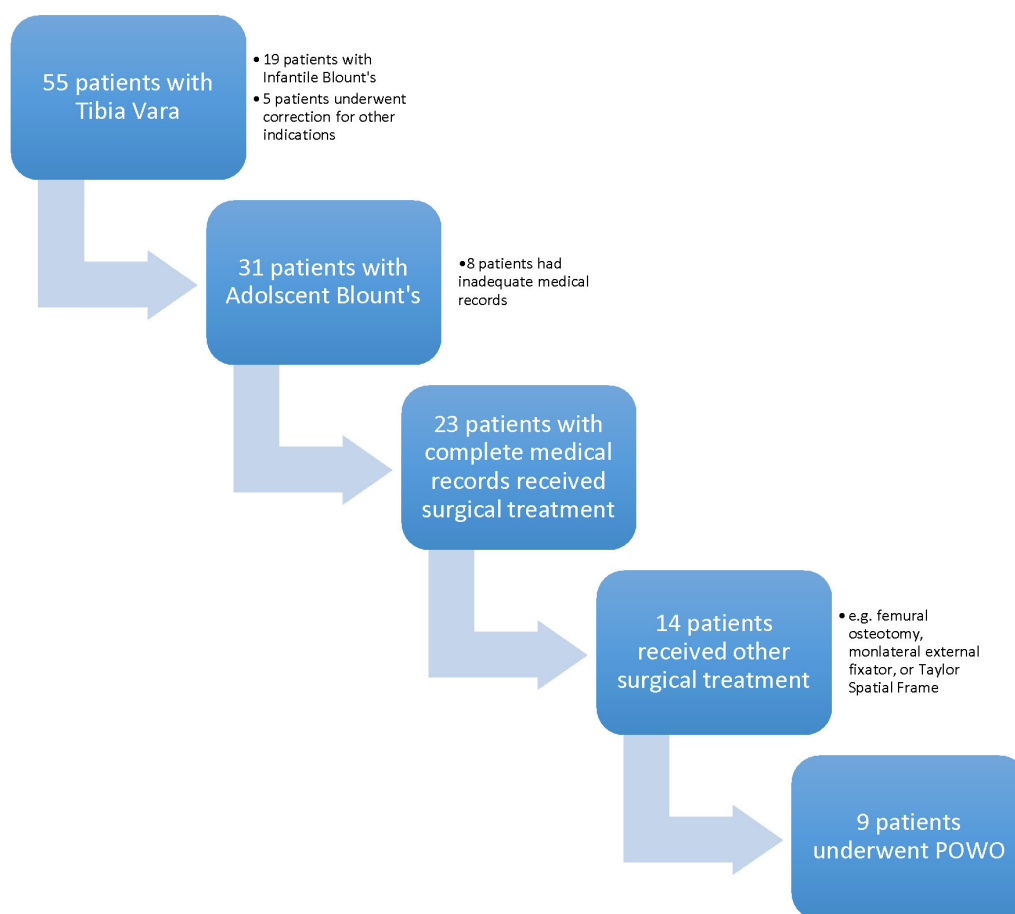 55 patients with
Tibia Vara
• 19 patients with
Infantile Blount's
• 5 patients underwent
correction for other
indications
31 patients with
Adolscent Blount's
•8 patients had
inadequate medical
records
23 patients with
complete medical
records received
surgical treatment
14 patients
received other
surgical treatment
• e.g. femural
osteotomy,
monlateral external
fixator, or Taylor
Spatial Frame
9 patients
underwent POWO